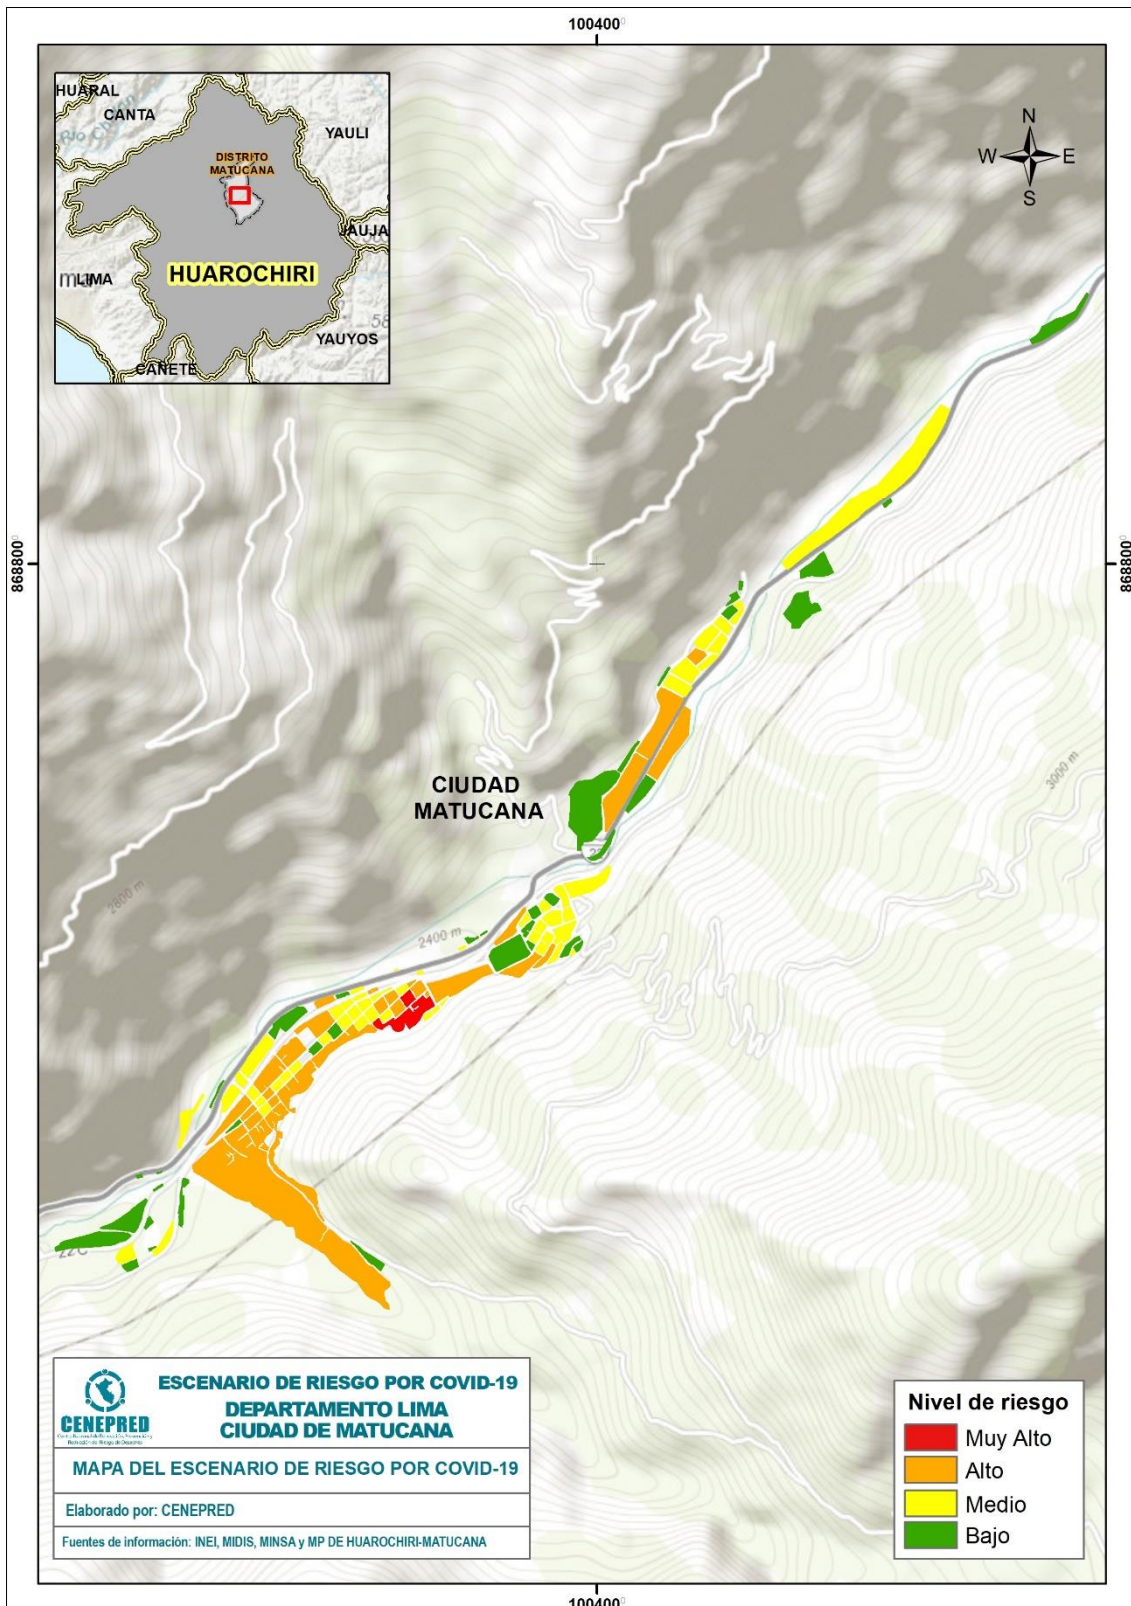 100400
HUARAL
CANTA
YAULI
DISTRITO
MATUCANA
JAUJA
LIMA
HUAROCHIRI
YAUYOS
CAÑETE
N
W E
S
868800
868800
CIUDAD
MATUCANA
3000 m
2800 m
2400 m
22 C
ESCENARIO DE RIESGO POR COVID-19
DEPARTAMENTO LIMA
CIUDAD DE MATUCANA
CENEPRED
MAPA DEL ESCENARIO DE RIESGO POR COVID-19
Elaborado por: CENEPRED
Fuentes de información: INEI, MIDIS, MINSA y MP DE HUAROCHIRI-MATUCANA
Nivel de riesgo
Muy Alto
Alto
Medio
Bajo
100400